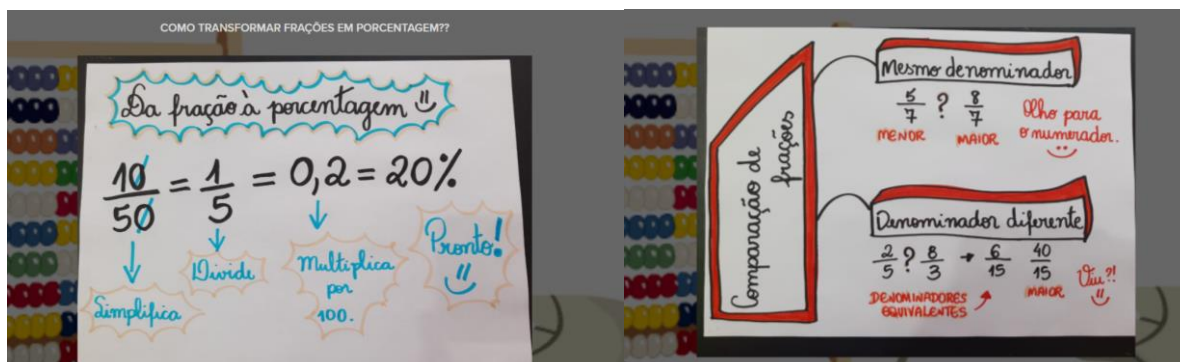 COMO TRANSFORMAR FRAÇÕES EM PORCENTAGEM??
Da fração à porcentagem
10/50 = 1/5 = 0,2 = 20%
Simplifica
Divide
Multiplica
por
100.
Pronto!
Comparação de
frações
Mesmo denominador
5/7 ? 8/7
MENOR MAIOR
Olho para
o numerador.
Denominador diferente
2/5 ? 8/3 → 6/15 40/15
DENOMINADORES
EQUIVALENTES
MAIOR
Viu?!